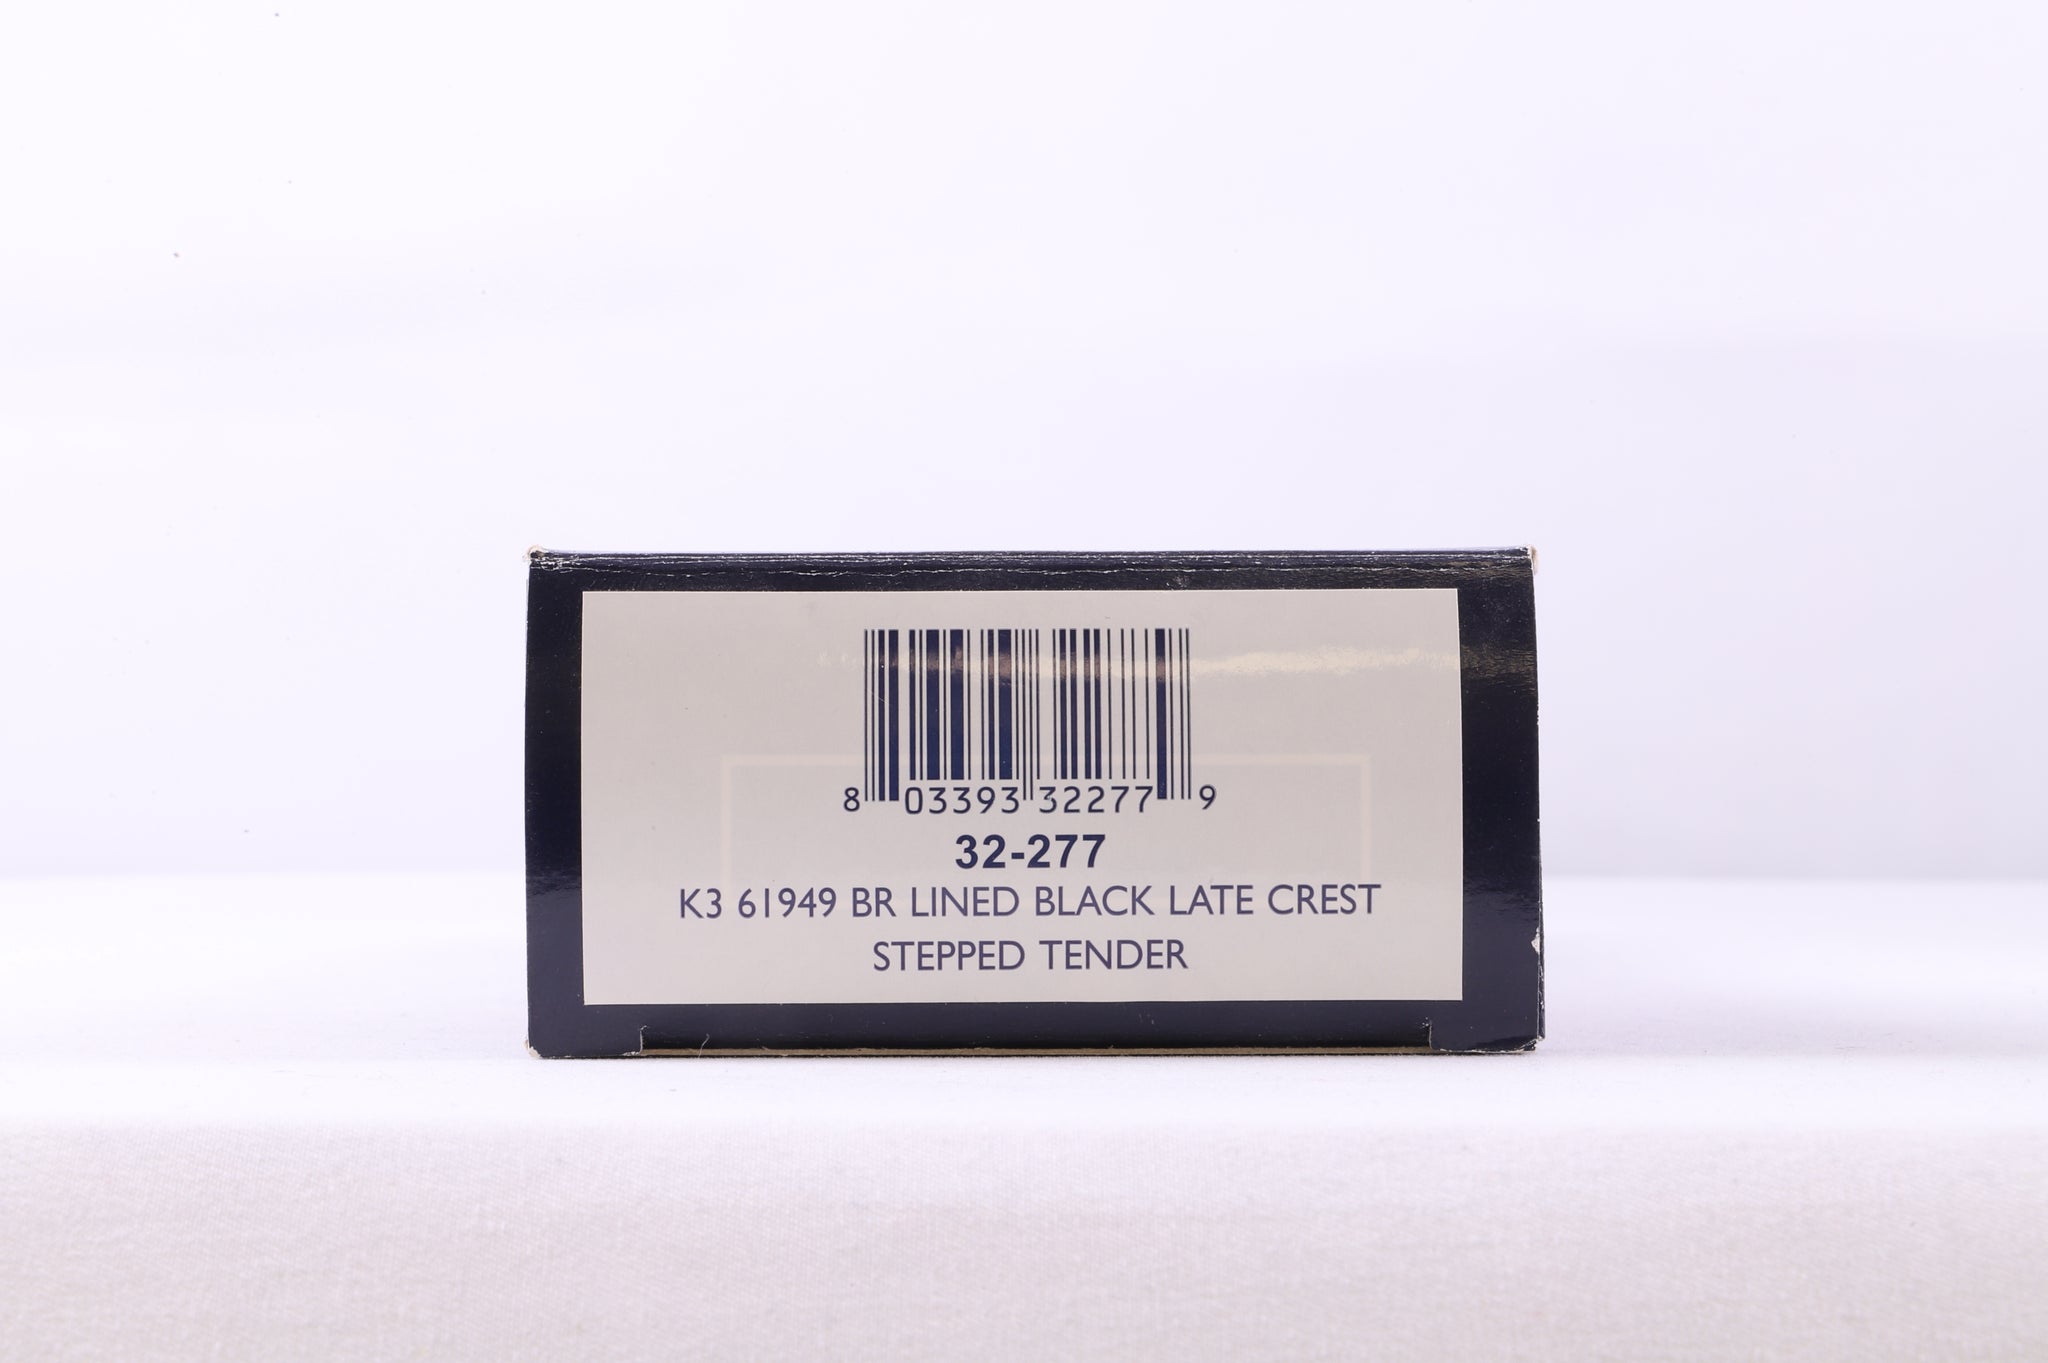 8 03393 32277 9
32-277
K3 61949 BR LINED BLACK LATE CREST
STEPPED TENDER